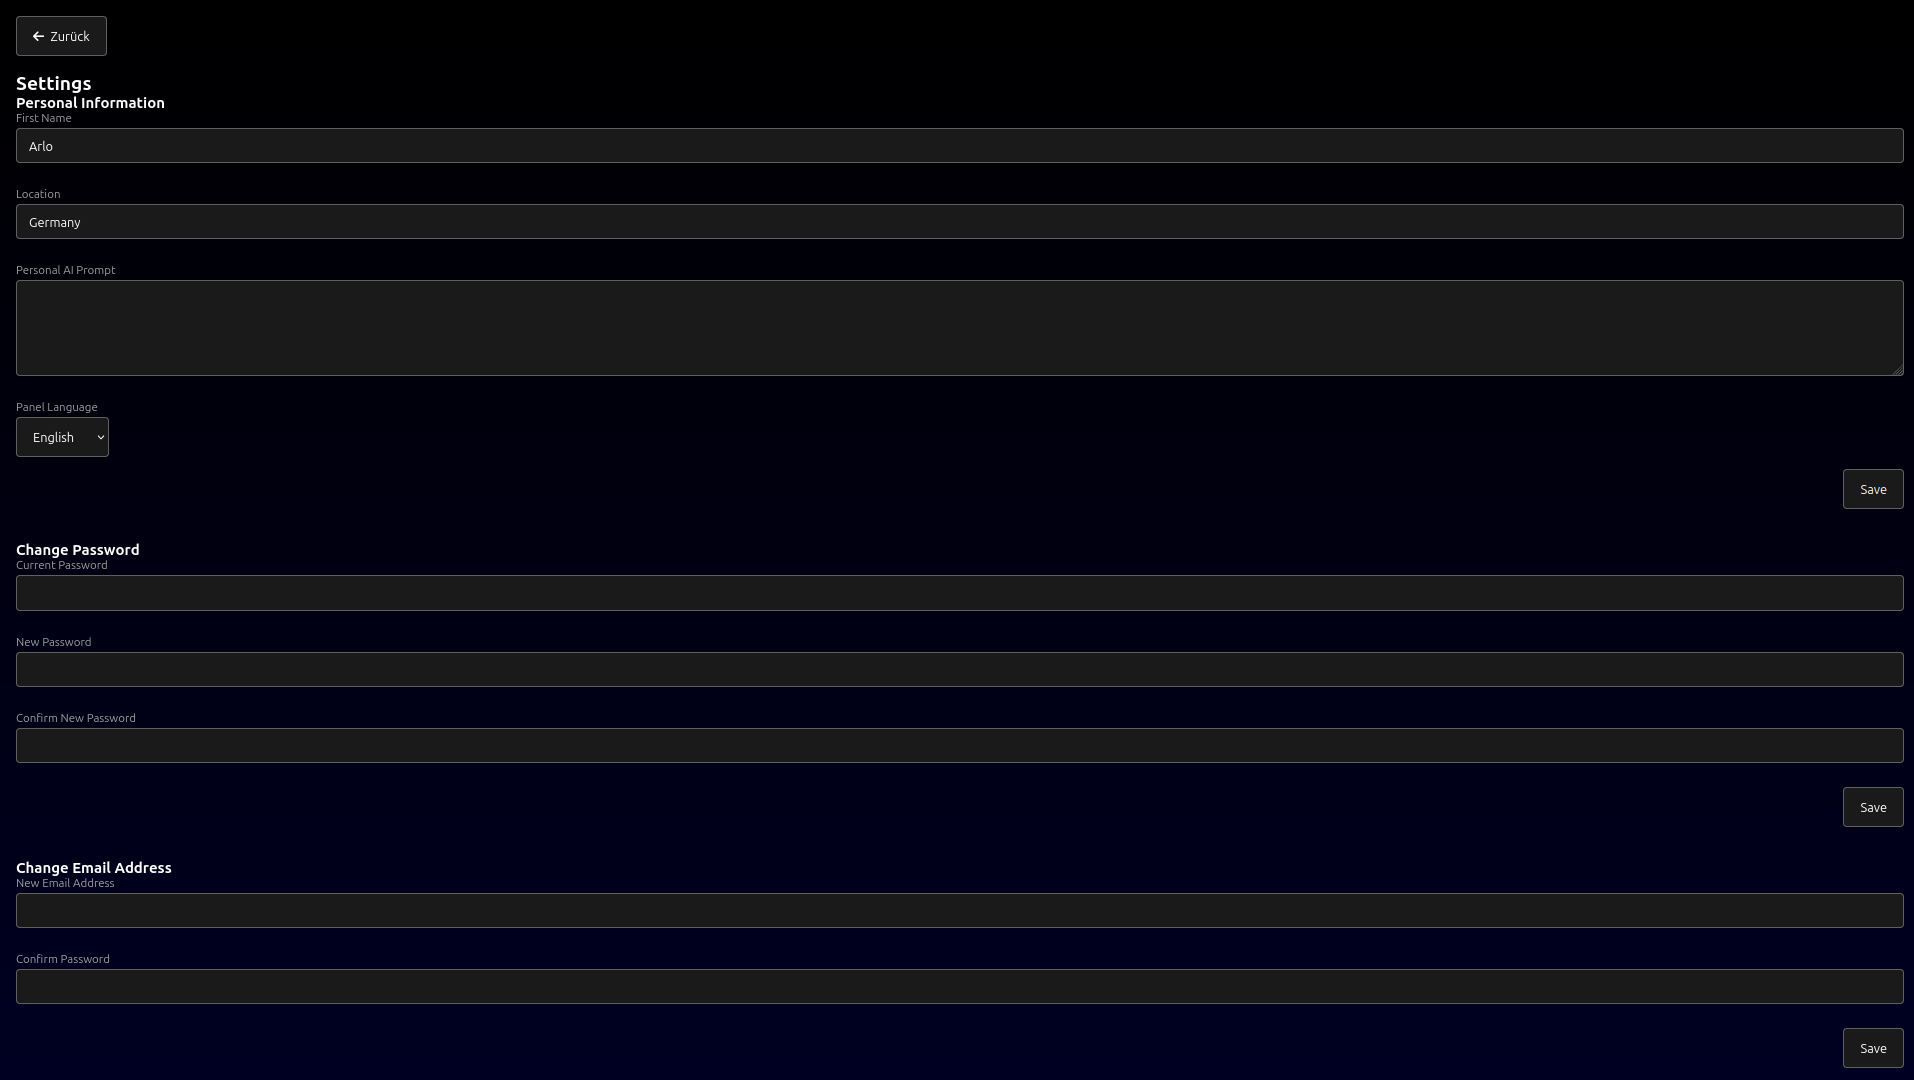 Zurück
Settings
Personal Information
First Name
Arlo
Location
Germany
Personal AI Prompt
Panel Language
English
Save
Change Password
Current Password
New Password
Confirm New Password
Save
Change Email Address
New Email Address
Confirm Password
Save